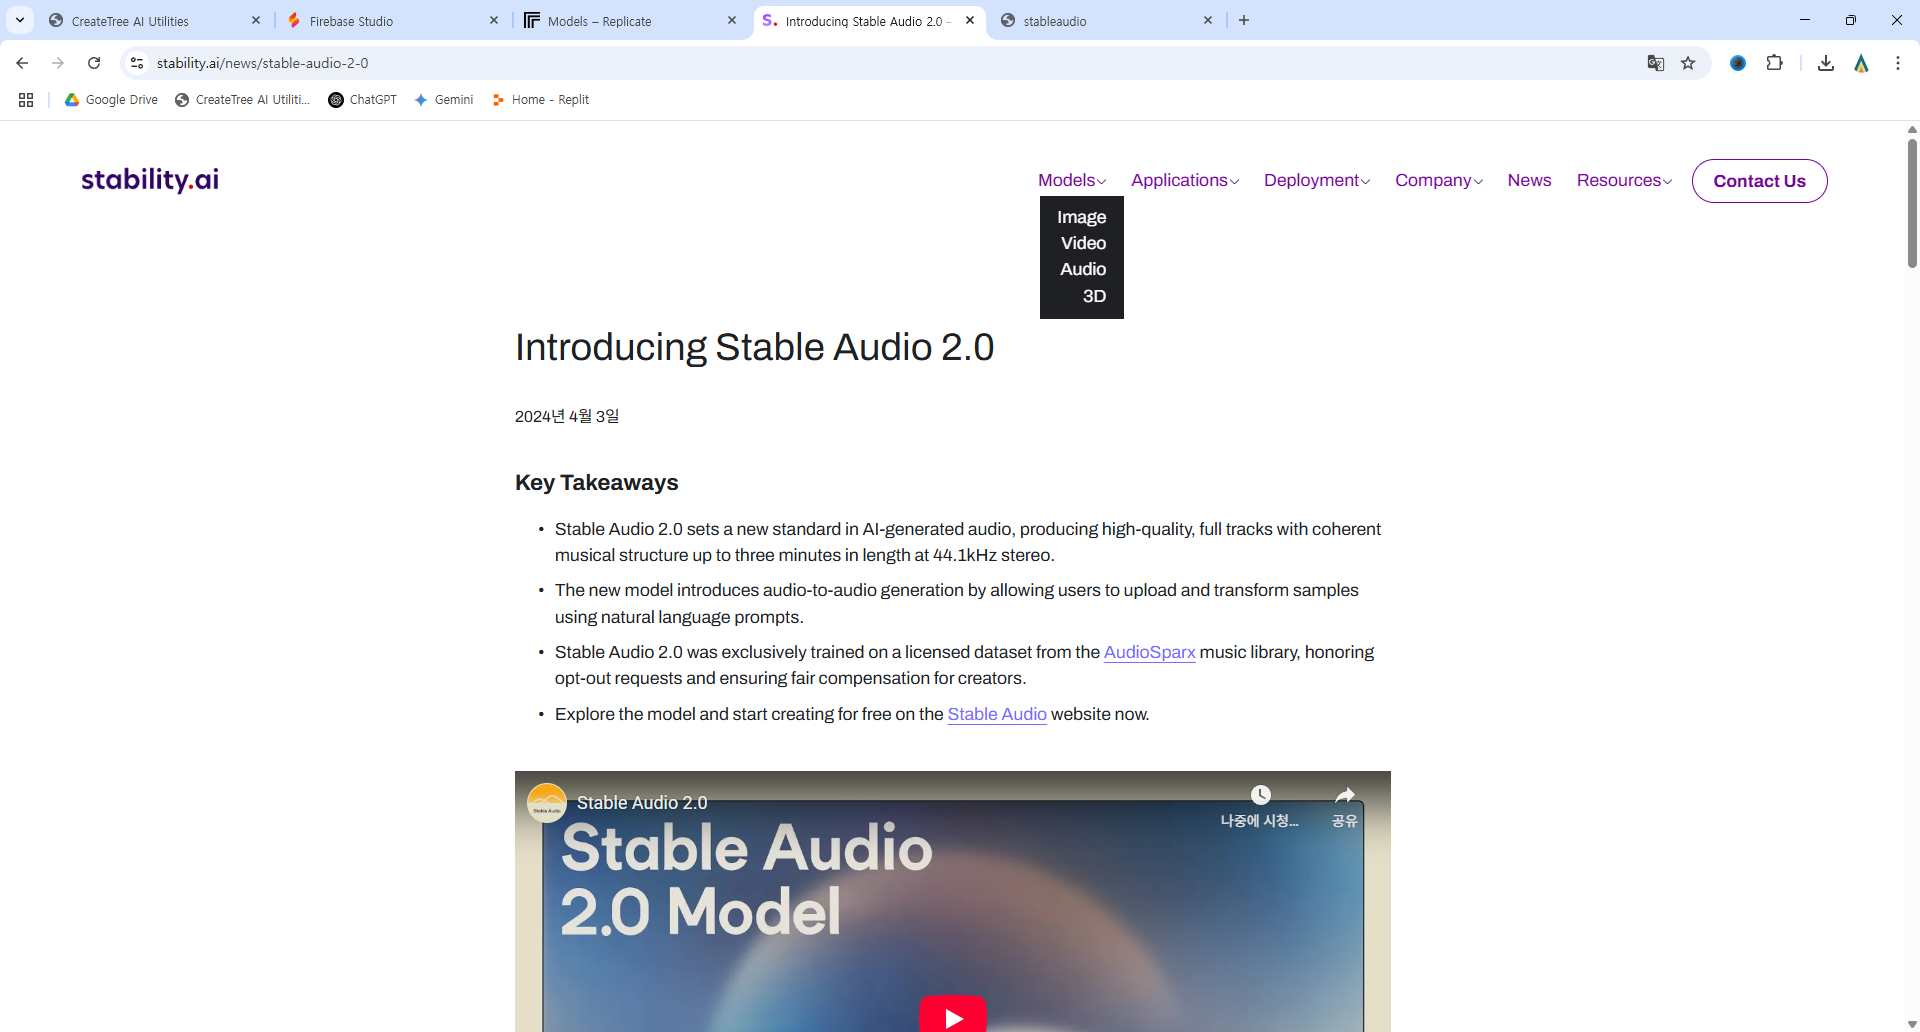 CreateTree AI Utilities
Firebase Studio
Models – Replicate
S. Introducing Stable Audio 2.0 –
stableaudio
stability.ai/news/stable-audio-2-0
Google Drive
CreateTree AI Utiliti...
ChatGPT
Gemini
Home - Replit
stability.ai
Models
Applications
Deployment
Company
News
Resources
Contact Us
Image
Video
Audio
3D
Introducing Stable Audio 2.0
2024년 4월 3일
Key Takeaways
• Stable Audio 2.0 sets a new standard in AI-generated audio, producing high-quality, full tracks with coherent
musical structure up to three minutes in length at 44.1kHz stereo.
• The new model introduces audio-to-audio generation by allowing users to upload and transform samples
using natural language prompts.
• Stable Audio 2.0 was exclusively trained on a licensed dataset from the AudioSparx music library, honoring
opt-out requests and ensuring fair compensation for creators.
• Explore the model and start creating for free on the Stable Audio website now.
Stable Audio
Stable Audio 2.0
나중에 시청...
공유
Stable Audio
2.0 Model